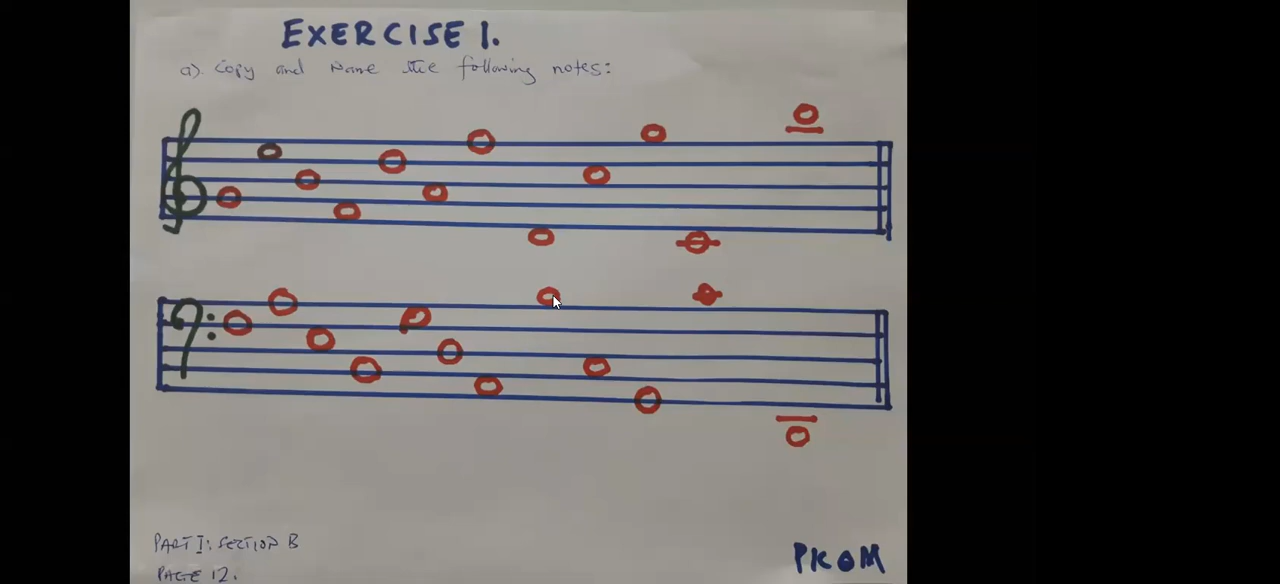 EXERCISE 1.
a). Copy and Name the following notes:
PART I: SECTION B
PAGE 12.
PKOM